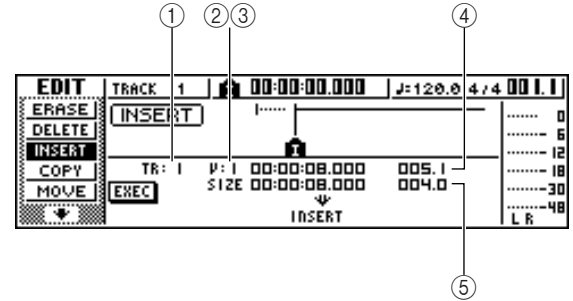 ① ② ③ ④
EDIT TRACK 1 00:00:00.000 ♩=120.0 4/4 001.1
ERASE
INSERT
DELETE
INSERT
COPY
MOVE
TR: 1 V: 1 00:00:08.000 005.1
EXEC SIZE 00:00:08.000 004.0
INSERT
I
0
6
12
18
30
48
L R
⑤